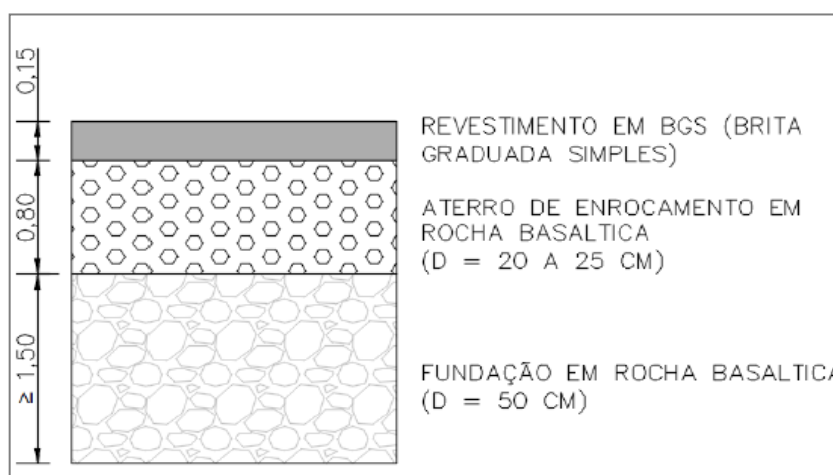 0,15
REVESTIMENTO EM BGS (BRITA
GRADUADA SIMPLES)
0,80
ATERRO DE ENROCAMENTO EM
ROCHA BASALTICA
(D = 20 A 25 CM)
≥ 1,50
FUNDAÇÃO EM ROCHA BASALTICA
(D = 50 CM)